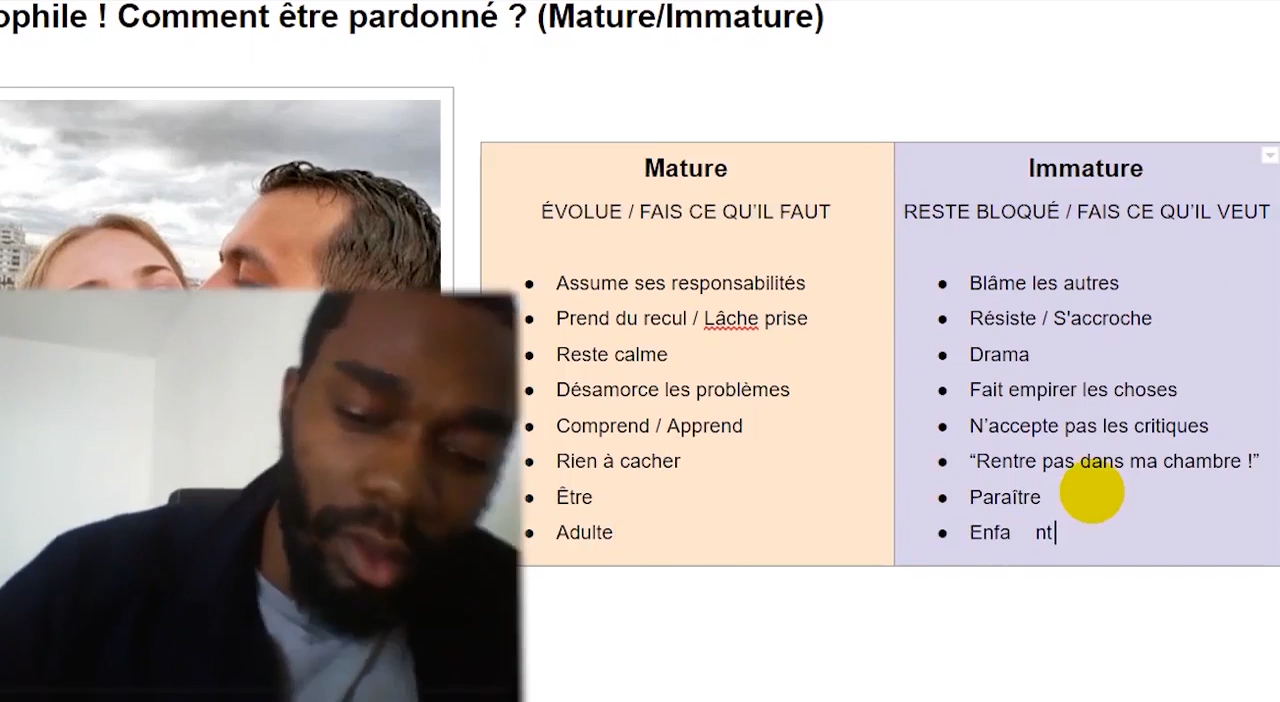 ophile ! Comment être pardonné ? (Mature/Immature)
Mature
ÉVOLUE / FAIS CE QU'IL FAUT
Assume ses responsabilités
Prend du recul / Lâche prise
Reste calme
Désamorce les problèmes
Comprend / Apprend
Rien à cacher
Être
Adulte
Immature
RESTE BLOQUÉ / FAIS CE QU'IL VEUT
Blâme les autres
Résiste / S'accroche
Drama
Fait empirer les choses
N’accepte pas les critiques
“Rentre pas dans ma chambre !”
Paraître
Enfa nt